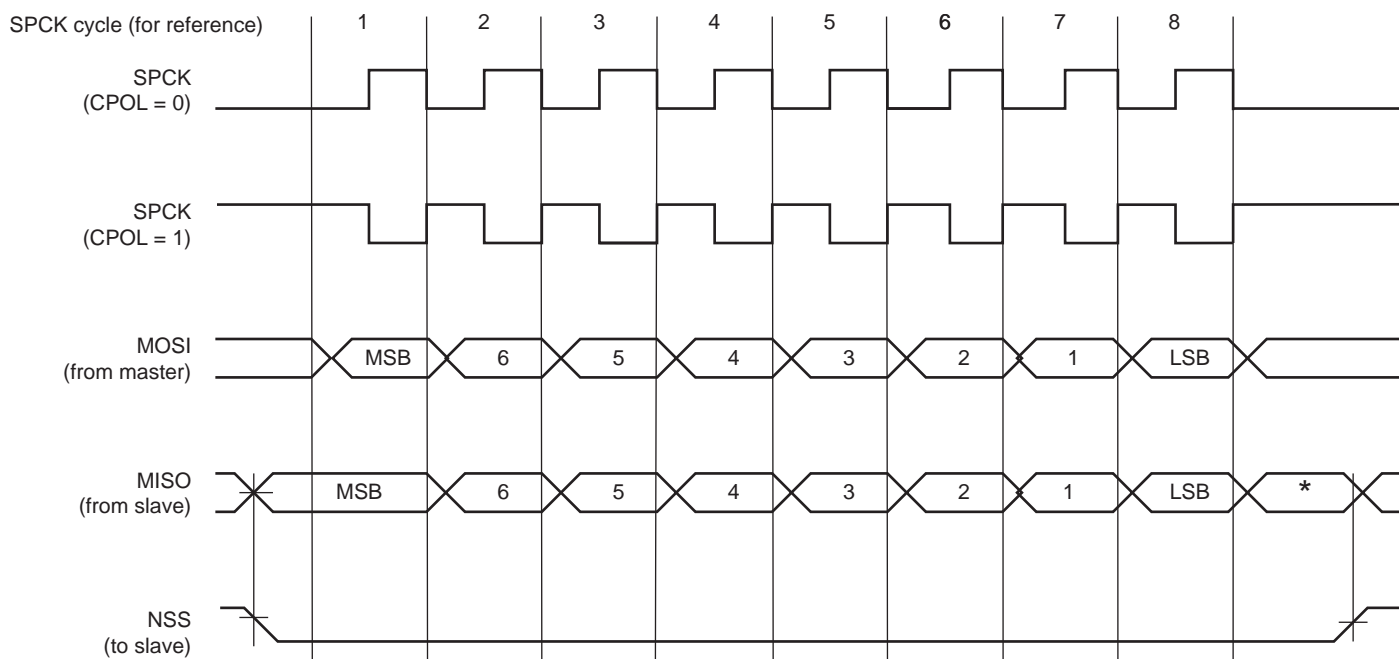 SPCK cycle (for reference) 1 2 3 4 5 6 7 8
SPCK
(CPOL = 0)
SPCK
(CPOL = 1)
MOSI
(from master)
MSB 6 5 4 3 2 1 LSB
MISO
(from slave)
MSB 6 5 4 3 2 1 LSB *
NSS
(to slave)